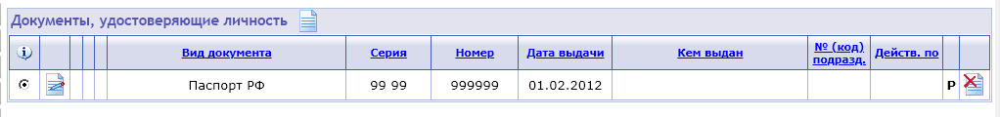 Документы, удостоверяющие личность
Вид документа Серия Номер Дата выдачи Кем выдан № (код) подразд. Действ. по
Паспорт РФ 99 99 999999 01.02.2012 Р